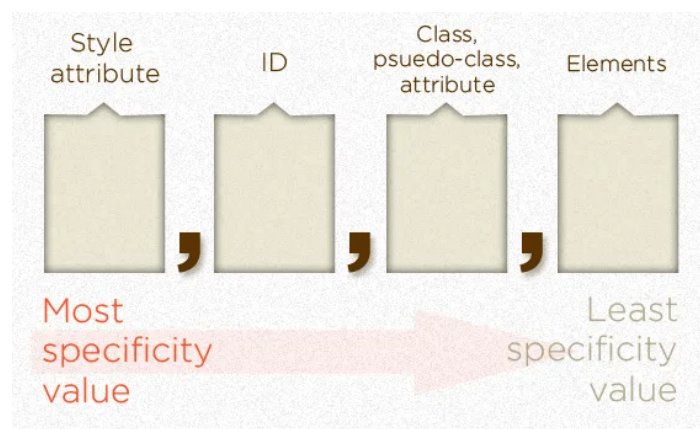 Style
attribute
ID
Class,
psuedo-class,
attribute
Elements
, , ,
Most
specificity
value
Least
specificity
value